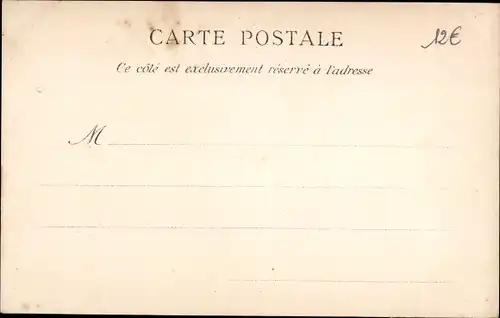 CARTE POSTALE
12€
Ce côté est exclusivement réservé à l'adresse
M